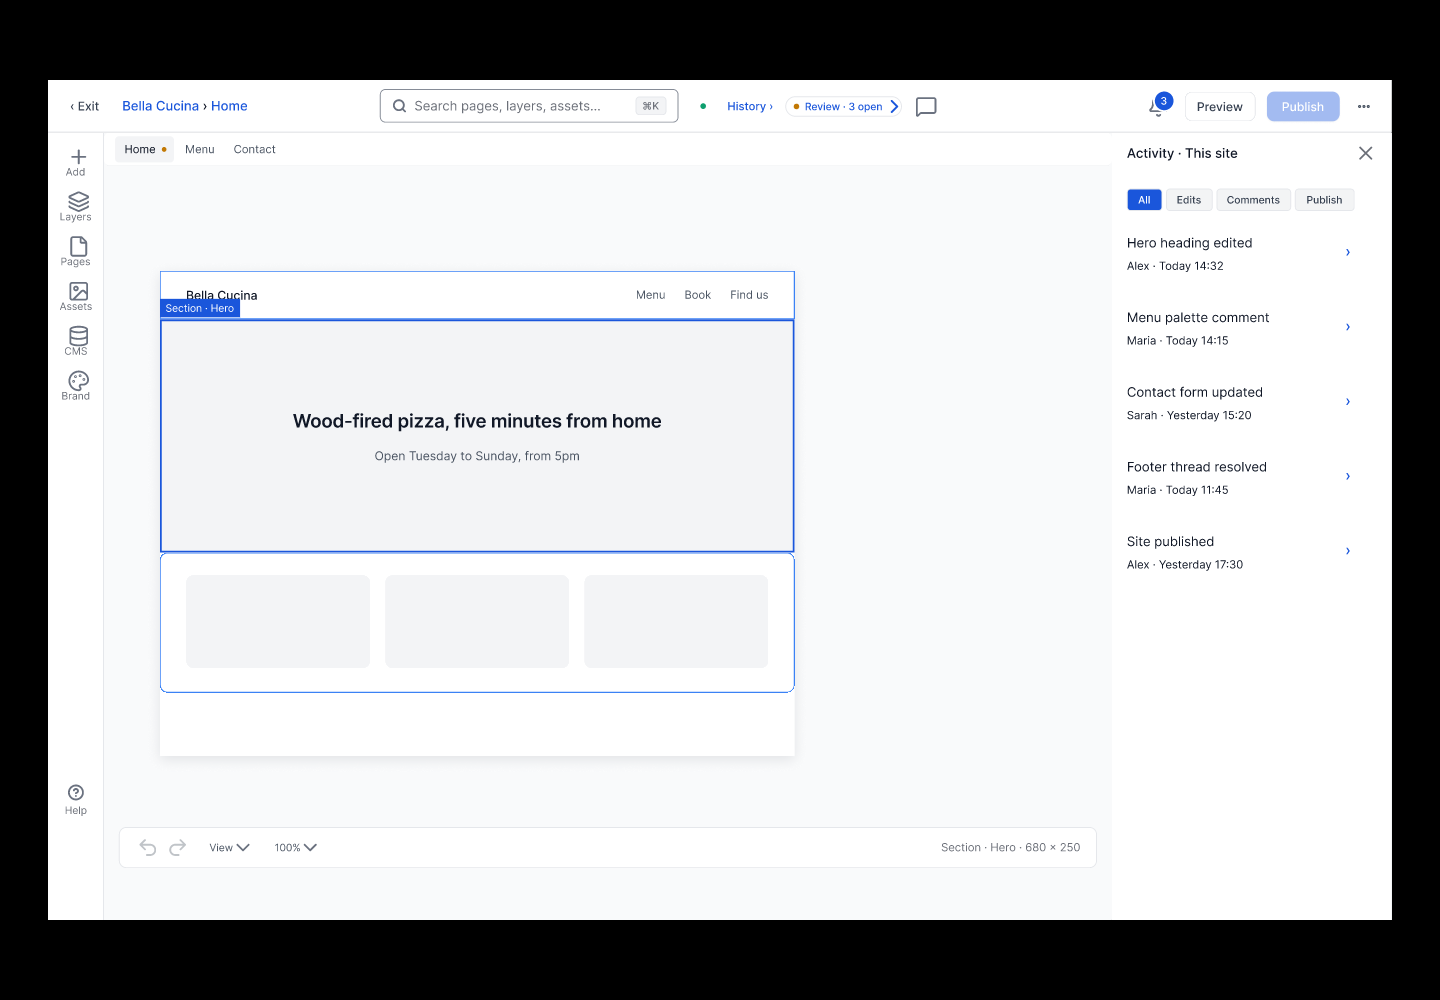 ‹ Exit
Bella Cucina › Home
Search pages, layers, assets...
⌘K
History ›
Review · 3 open
3
Preview
Publish
Home
Menu
Contact
Add
Layers
Pages
Assets
CMS
Brand
Help
Bella Cucina
Menu
Book
Find us
Section · Hero
Wood-fired pizza, five minutes from home
Open Tuesday to Sunday, from 5pm
View
100%
Section · Hero · 680 × 250
Activity · This site
All
Edits
Comments
Publish
Hero heading edited
Alex · Today 14:32
Menu palette comment
Maria · Today 14:15
Contact form updated
Sarah · Yesterday 15:20
Footer thread resolved
Maria · Today 11:45
Site published
Alex · Yesterday 17:30